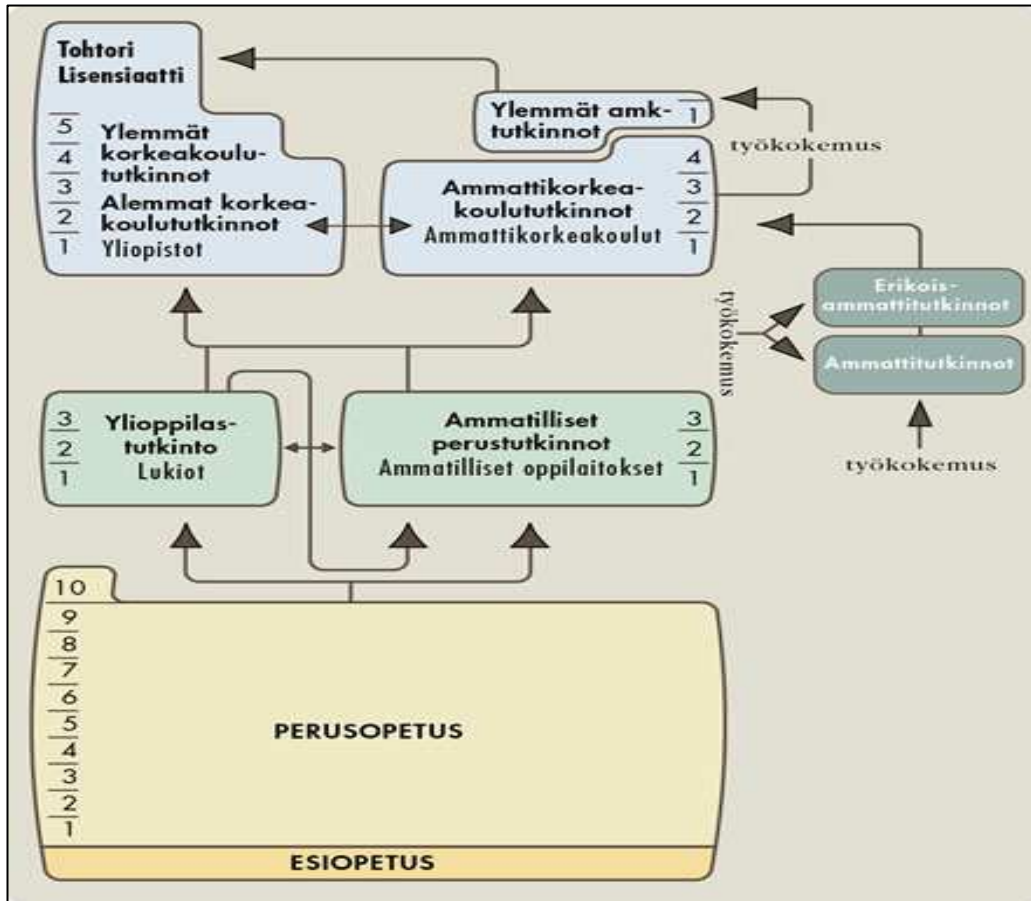 Tohtori
Lisensiaatti
5
4
3
2
1
Ylemmät
korkeakoulu-
tutkinnot
Alemmat korkea-
koulututkinnot
Yliopistot
Ylemmät amk-
tutkinnot
1
työkokemus
Ammattikorkea-
koulututkinnot
Ammattikorkeakoulut
4
3
2
1
työkokemus
Erikois-
ammattitutkinnot
Ammattitutkinnot
työkokemus
3
2
1
Ylioppilas-
tutkinto
Lukiot
Ammatilliset
perustutkinnot
Ammatilliset oppilaitokset
3
2
1
10
9
8
7
6
5
4
3
2
1
PERUSOPETUS
ESIOPETUS